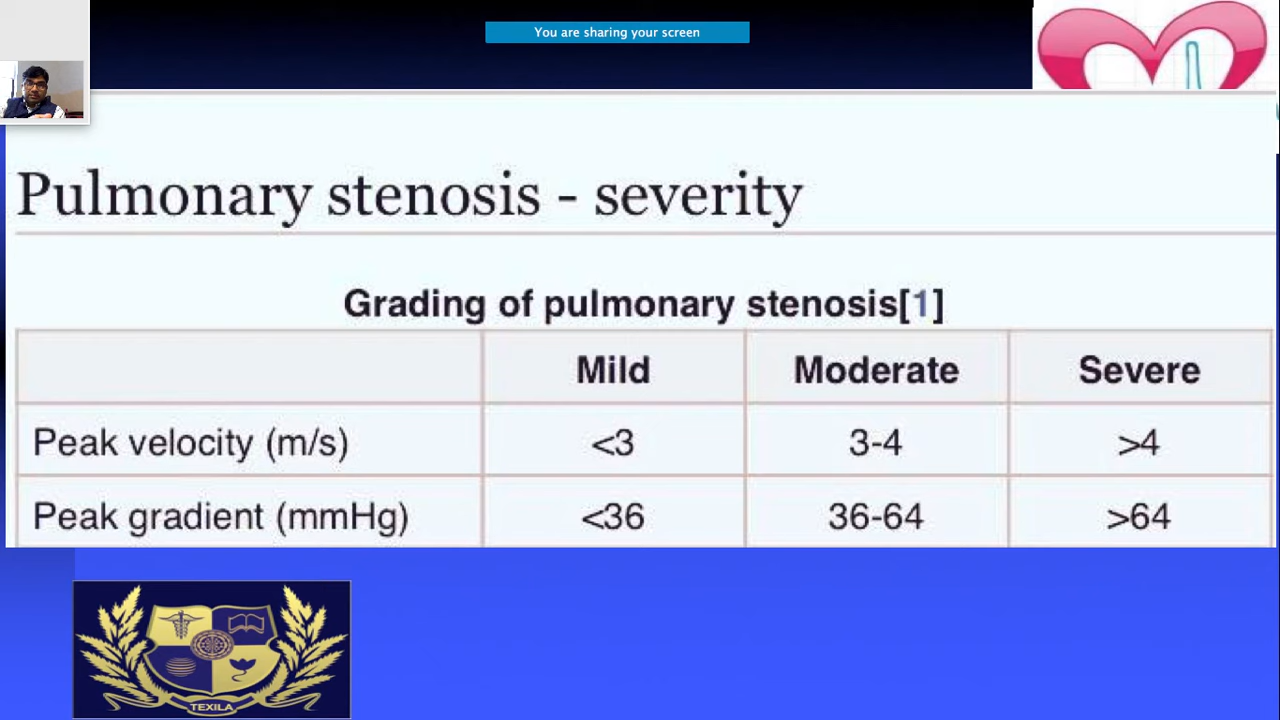 You are sharing your screen
Pulmonary stenosis - severity
Grading of pulmonary stenosis[1]
Mild Moderate Severe
Peak velocity (m/s) <3 3-4 >4
Peak gradient (mmHg) <36 36-64 >64
TEXILA